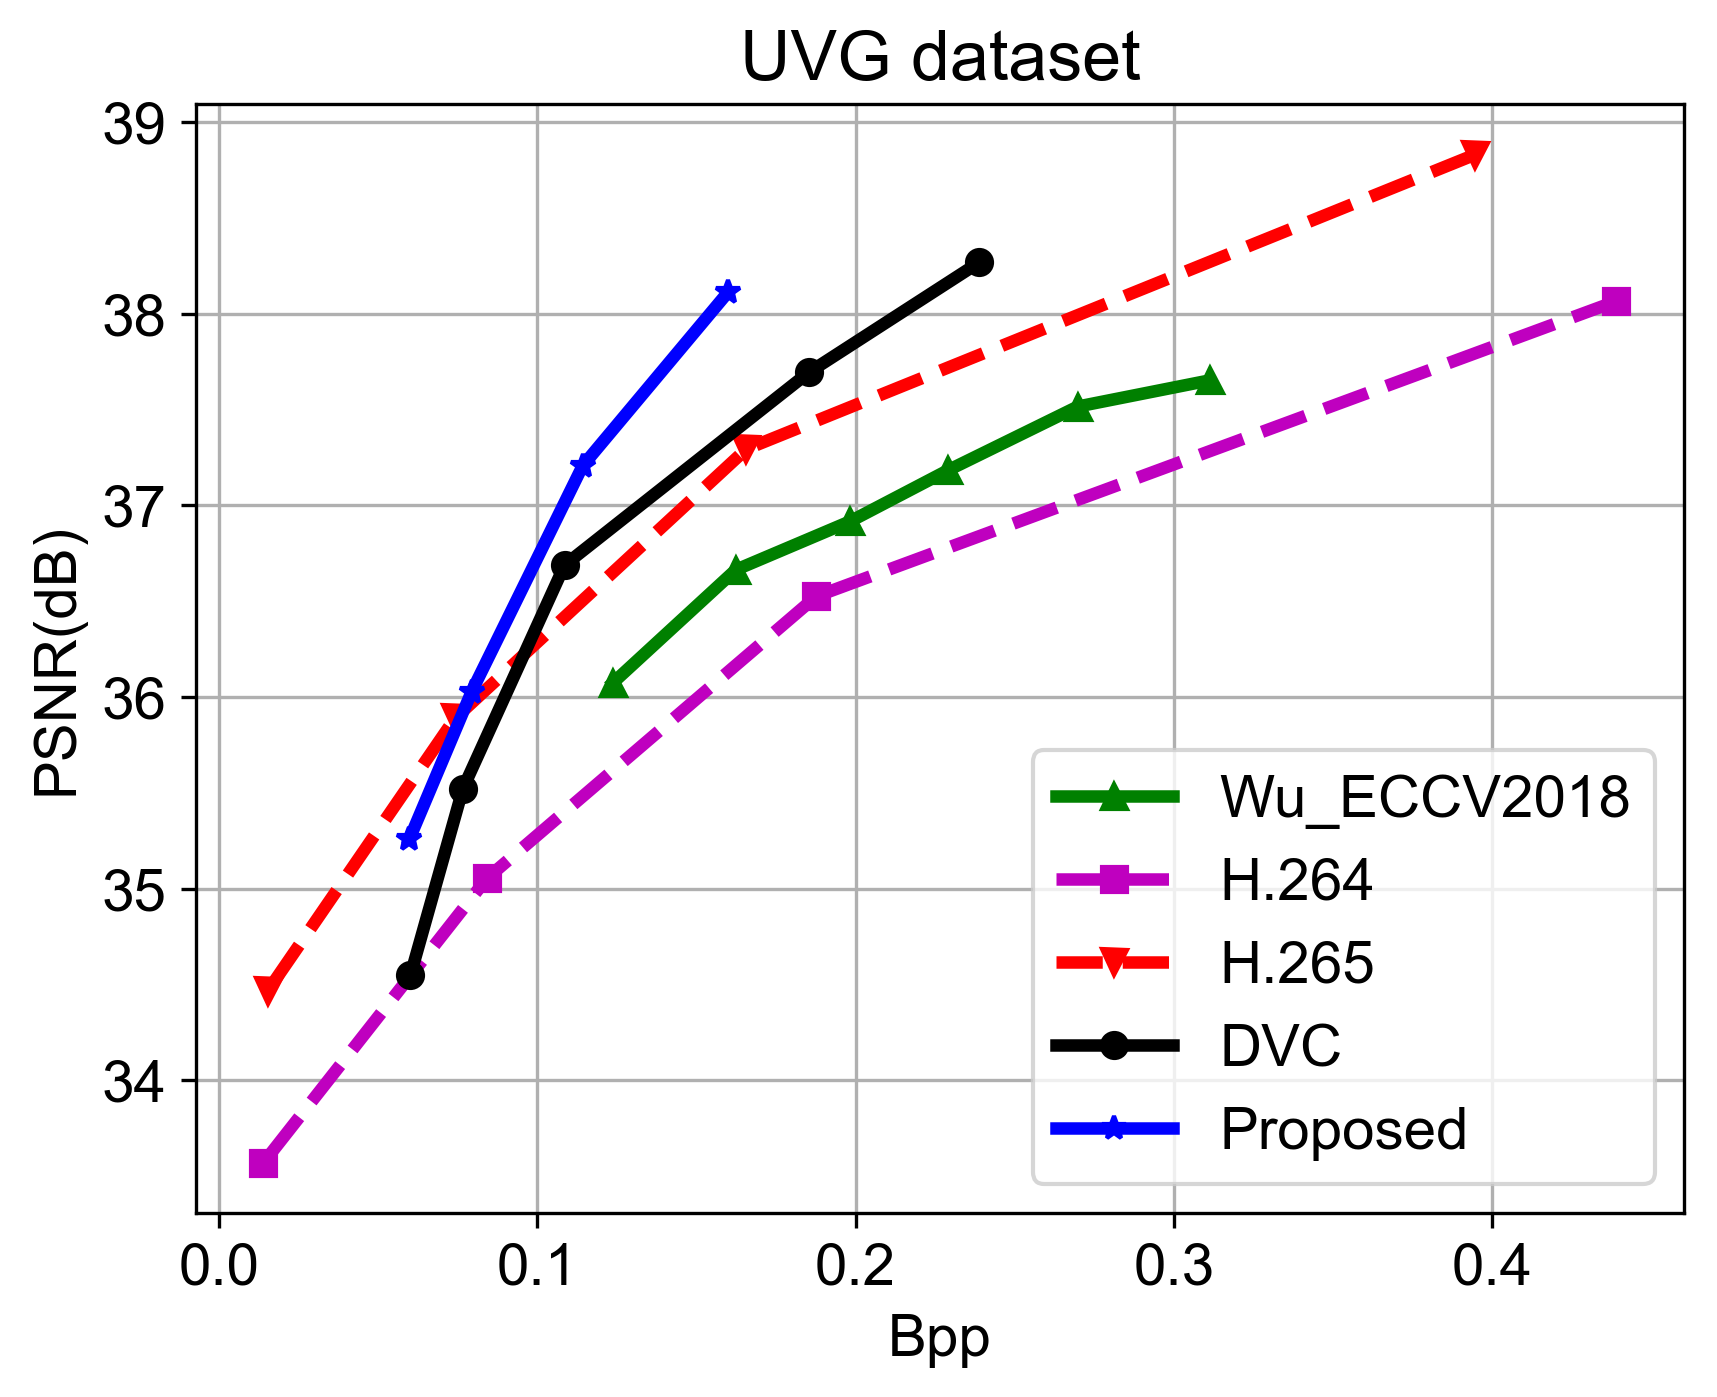 UVG dataset
39
38
37
36
35
34
PSNR(dB)
Wu_ECCV2018
H.264
H.265
DVC
Proposed
0.0 0.1 0.2 0.3 0.4
Bpp